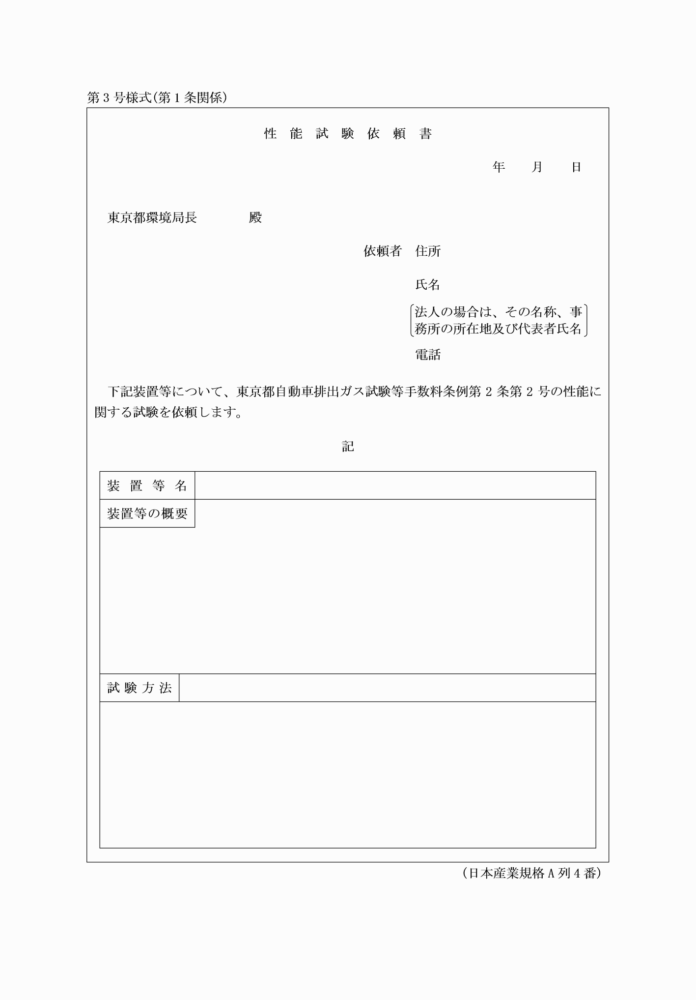 第３号様式（第１条関係）
性能試験依頼書
年　月　日
東京都環境局長　殿
依頼者　住所
氏名
法人の場合は、その名称、事
務所の所在地及び代表者氏名
電話
下記装置等について、東京都自動車排出ガス試験等手数料条例第２条第２号の性能に
関する試験を依頼します。
記
装置等名
装置等の概要
試験方法
（日本産業規格Ａ列４番）